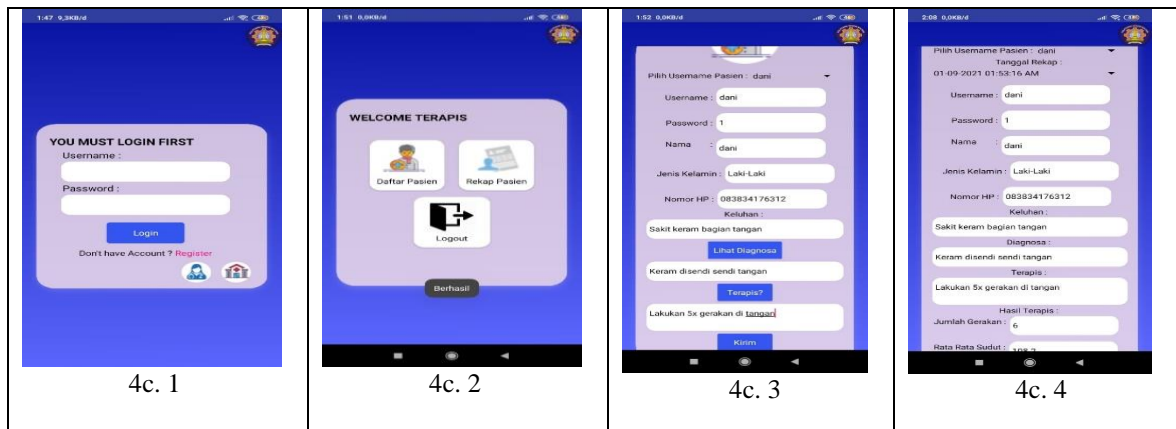 1:47 9,3KB/d
YOU MUST LOGIN FIRST
Username :
Password :
Login
Don't have Account ? Register
4c. 1
1:51 0,0KB/d
WELCOME TERAPIS
Daftar Pasien
Rekap Pasien
Logout
Berhasil
4c. 2
1:52 0,0KB/d
Pilih Username Pasien : dani
Username : dani
Password : 1
Nama : dani
Jenis Kelamin : Laki-Laki
Nomor HP : 083834176312
Keluhan :
Sakit keram bagian tangan
Lihat Diagnosa
Keram disendi sendi tangan
Terapis?
Lakukan 5x gerakan di tangan
Kirim
4c. 3
2:08 0,0KB/d
Pilih Username Pasien : dani
Tanggal Rekap :
01-09-2021 01:53:16 AM
Username : dani
Password : 1
Nama : dani
Jenis Kelamin : Laki-Laki
Nomor HP : 083834176312
Keluhan :
Sakit keram bagian tangan
Diagnosa :
Keram disendi sendi tangan
Terapis :
Lakukan 5x gerakan di tangan
Hasil Terapis :
Jumlah Gerakan : 6
Rata Rata Sudut :
4c. 4